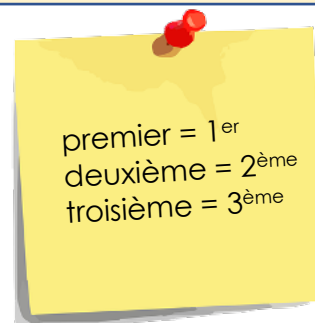 premier = 1er
deuxième = 2ème
troisième = 3ème